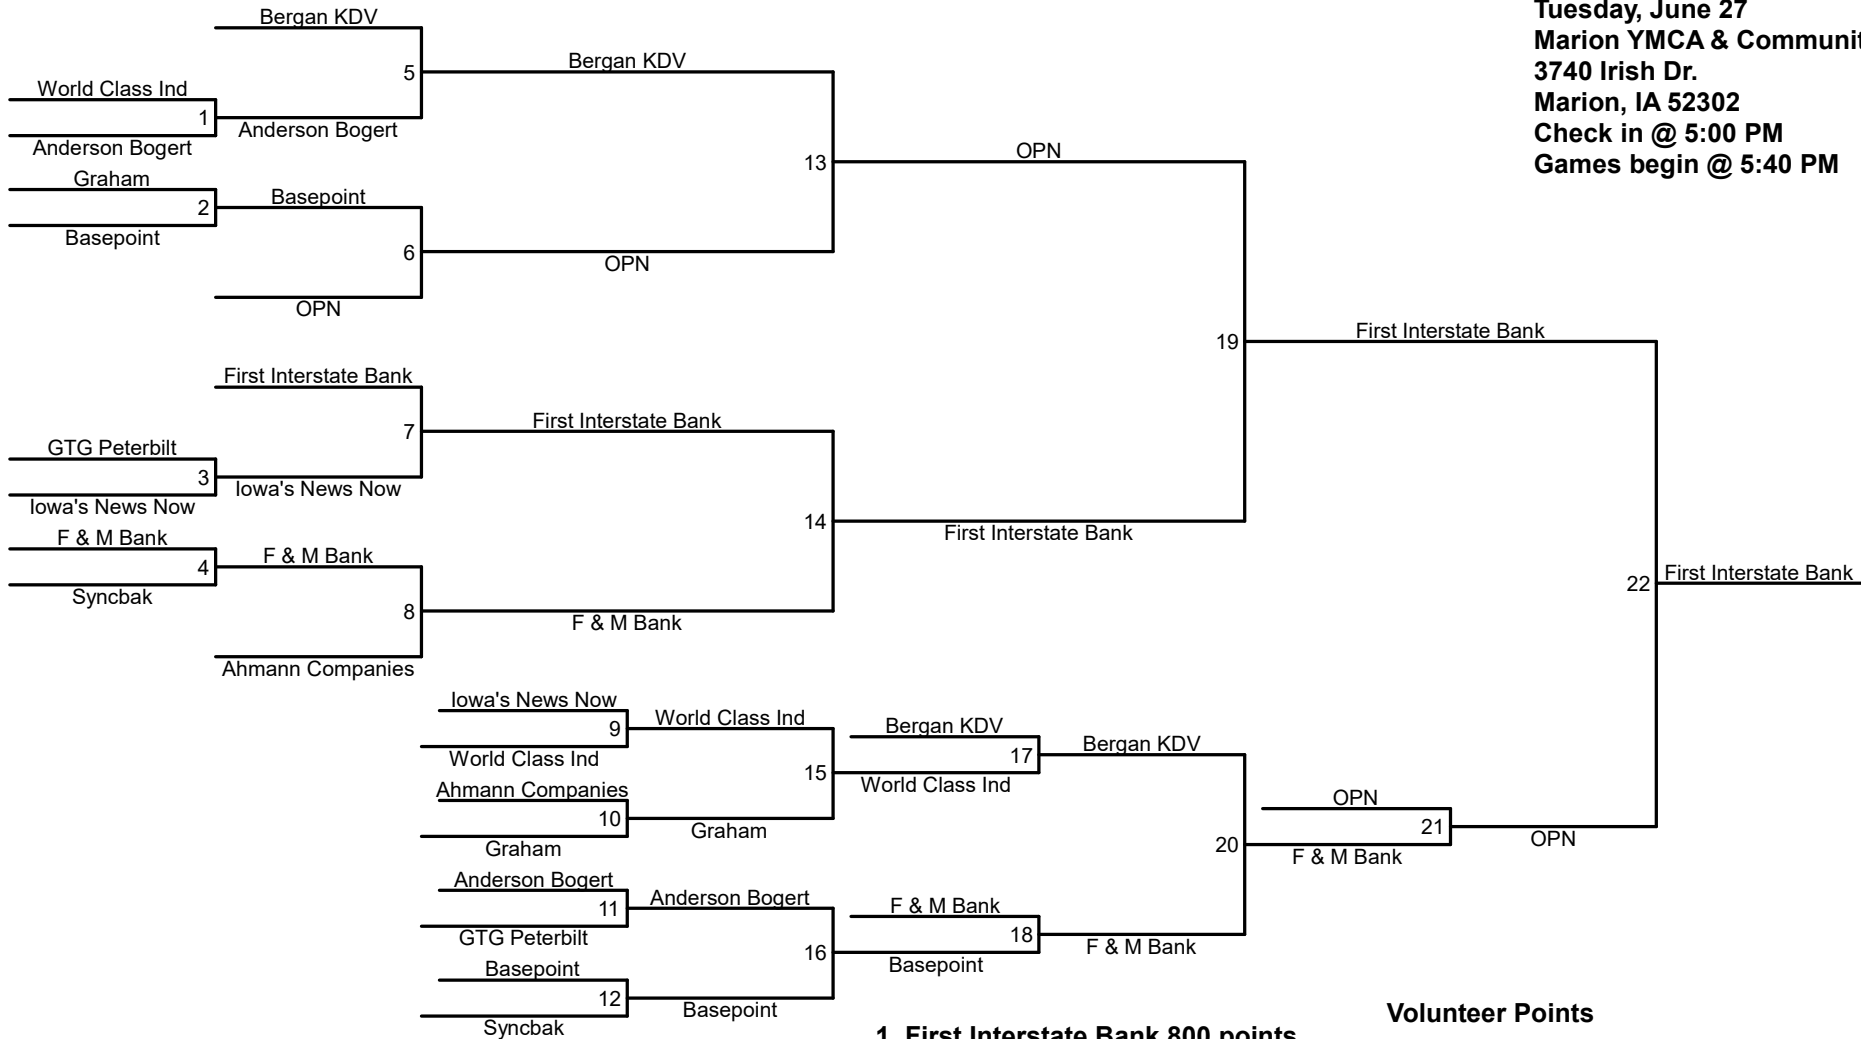 Tuesday, June 27
Marion YMCA & Communit
3740 Irish Dr.
Marion, IA 52302
Check in @ 5:00 PM
Games begin @ 5:40 PM
Bergan KDV
5
World Class Ind
1
Anderson Bogert
Anderson Bogert
Bergan KDV
Graham
2
Basepoint
Basepoint
6
OPN
OPN
13
OPN
First Interstate Bank
7
GTG Peterbilt
3
Iowa's News Now
Iowa's News Now
First Interstate Bank
F & M Bank
4
Syncbak
F & M Bank
8
Ahmann Companies
F & M Bank
14
First Interstate Bank
19
First Interstate Bank
22
First Interstate Bank
Iowa's News Now
9
World Class Ind
World Class Ind
Ahmann Companies
10
Graham
Graham
15
Bergan KDV
17
World Class Ind
Bergan KDV
Anderson Bogert
11
GTG Peterbilt
Anderson Bogert
Basepoint
12
Syncbak
Basepoint
16
F & M Bank
18
Basepoint
F & M Bank
20
OPN
21
F & M Bank
OPN
Volunteer Points
1. First Interstate Bank 800 points